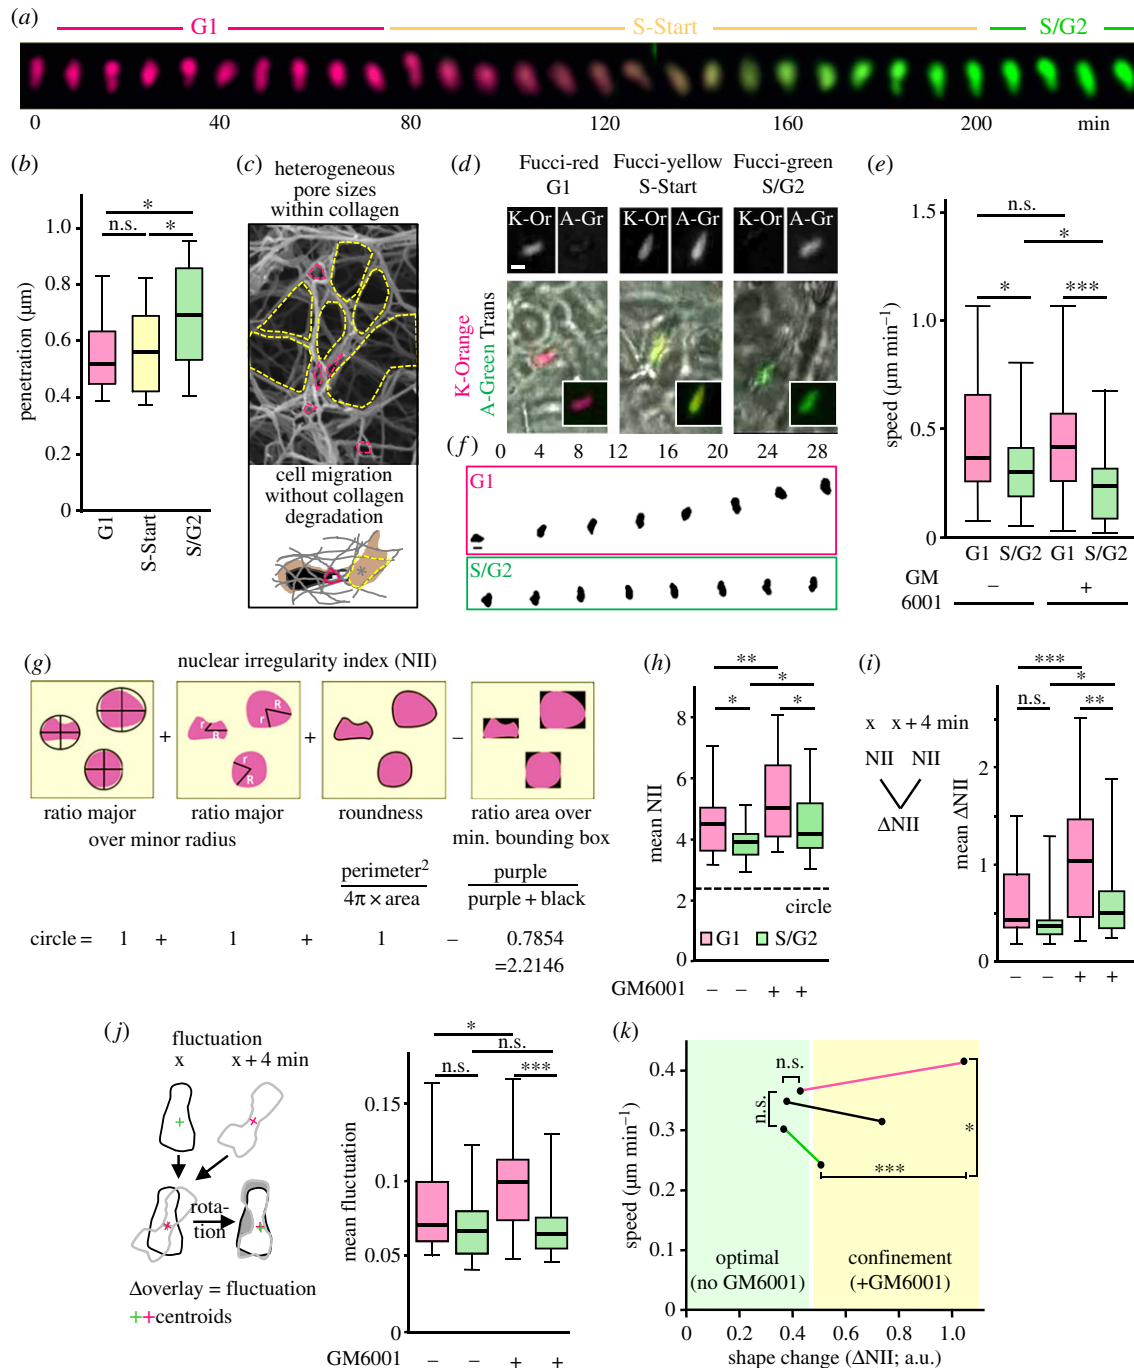 (a) G1 S-Start S/G2
0 40 80 120 160 200 min
(b)
* n.s. *
penetration (µm)
1.0
0.8
0.6
0.4
0.2
0
G1 S-Start S/G2
(c) heterogeneous
pore sizes
within collagen
cell migration
without collagen
degradation
*
(d) Fucci-red Fucci-yellow Fucci-green
G1 S-Start S/G2
K-Or A-Gr K-Or A-Gr K-Or A-Gr
K-Orange
A-Green Trans
(e)
speed (µm min⁻¹)
1.5
1.0
0.5
0
n.s.
*
* ***
G1 S/G2 G1 S/G2
GM
6001 – +
(f) 0 4 8 12 16 20 24 28
G1
S/G2
(g) nuclear irregularity index (NII)
+ + –
r R r R r R
ratio major ratio major roundness ratio area over
over minor radius min. bounding box
perimeter² purple
4π × area purple + black
circle = 1 + 1 + 1 – 0.7854
=2.2146
(h)
mean NII
8
6
4
2
0
**
*
* *
circle
G1 S/G2
GM6001 – – + +
(i) x x + 4 min
NII NII
ΔNII
mean ΔNII
2
1
0
***
*
n.s. **
– – + +
(j) fluctuation
x x + 4 min
rota-
tion
Δoverlay = fluctuation
++centroids
mean fluctuation
0.15
0.1
0.05
0
*
n.s.
n.s. ***
GM6001 – – + +
(k)
speed (µm min⁻¹)
0.4
0.3
0.2
0.1
0
n.s.
n.s.
*
***
optimal confinement
(no GM6001) (+GM6001)
0 0.2 0.4 0.6 0.8 1.0
shape change (ΔNII; a.u.)